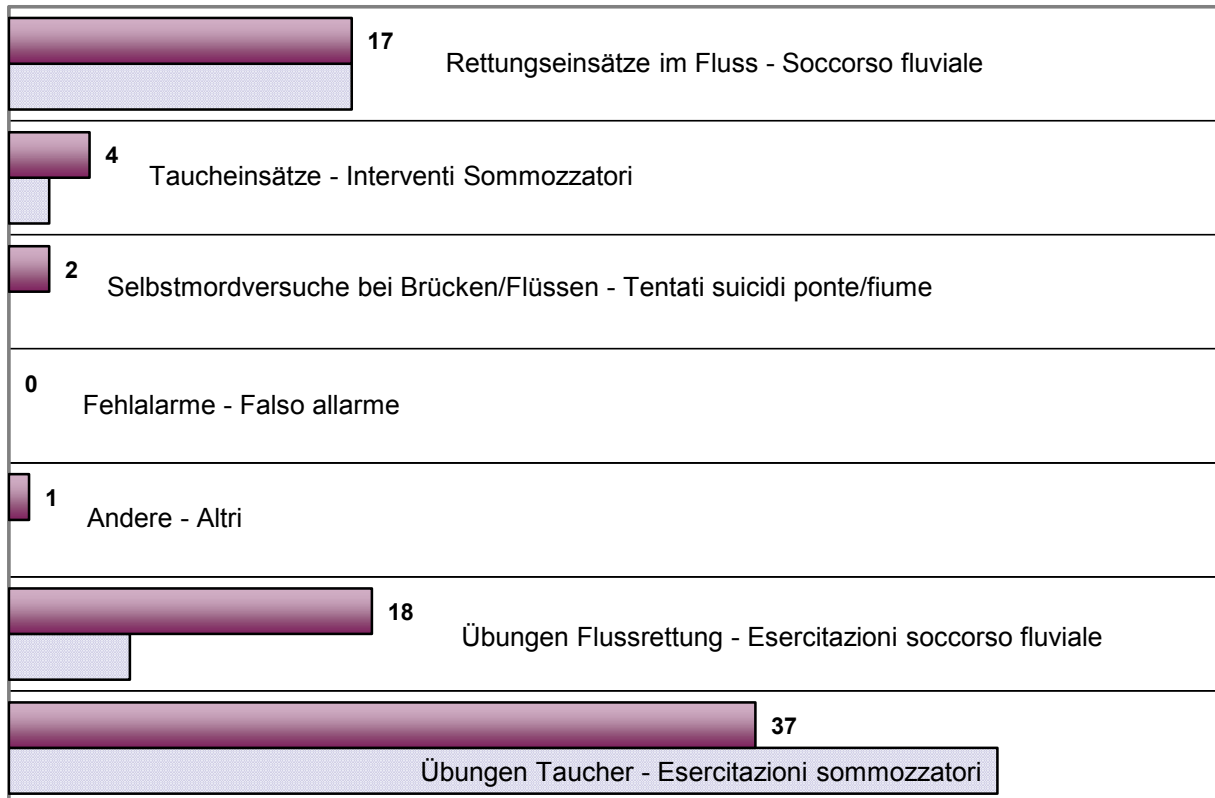 17
Rettungseinsätze im Fluss - Soccorso fluviale
4
Taucheinsätze - Interventi Sommozzatori
2
Selbstmordversuche bei Brücken/Flüssen - Tentati suicidi ponte/fiume
0
Fehlalarme - Falso allarme
1
Andere - Altri
18
Übungen Flussrettung - Esercitazioni soccorso fluviale
37
Übungen Taucher - Esercitazioni sommozzatori